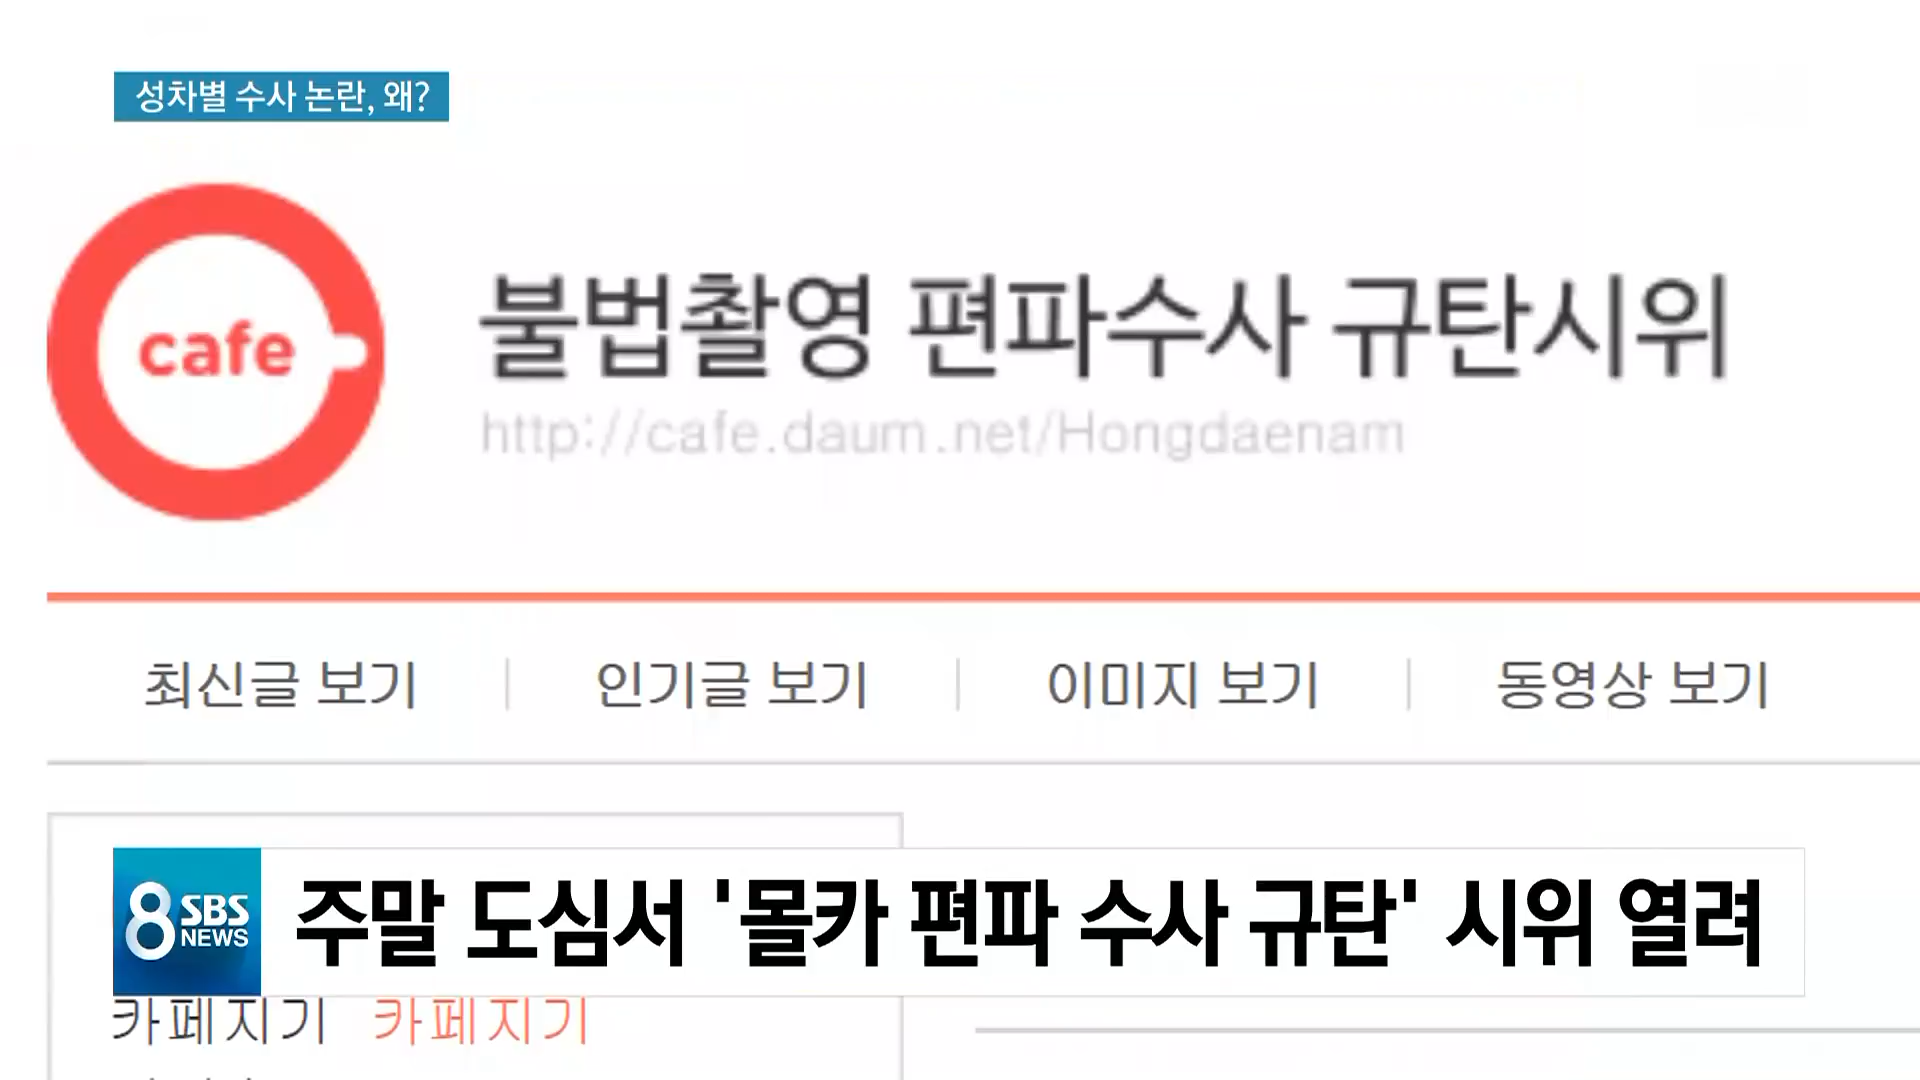 성차별 수사 논란, 왜?
cafe
불법촬영 편파수사 규탄시위
http://cafe.daum.net/Hongdaenam
최신글 보기
인기글 보기
이미지 보기
동영상 보기
8 SBS NEWS
주말 도심서 '몰카 편파 수사 규탄' 시위 열려
카페지기 카페지기